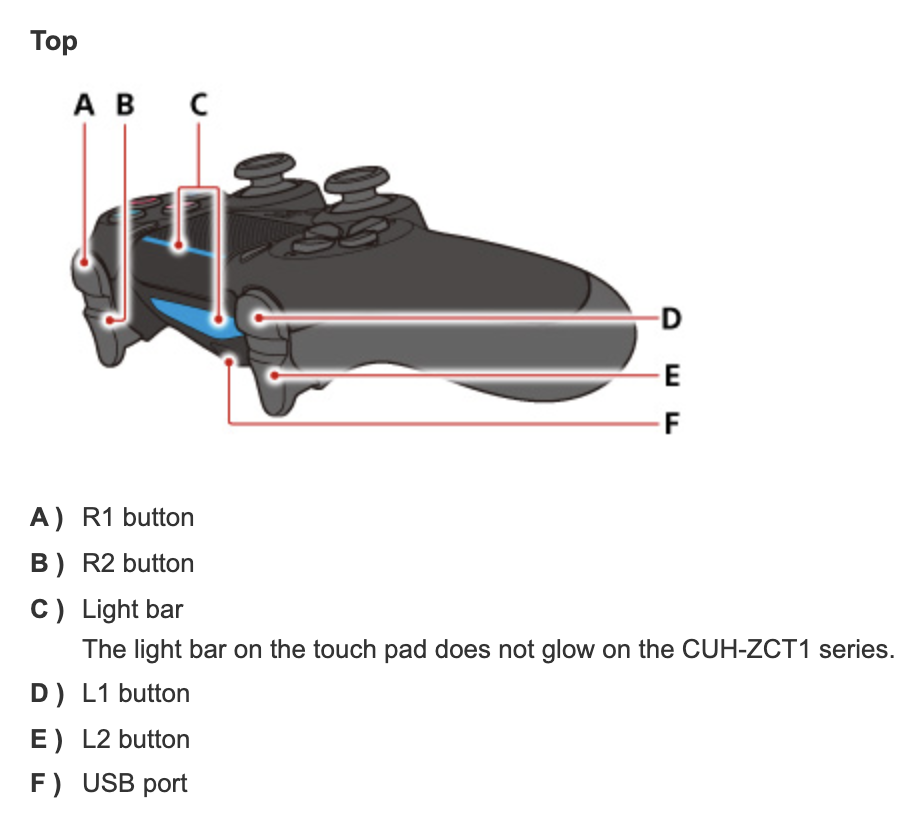 Top
A B C
D
E
F
A ) R1 button
B ) R2 button
C ) Light bar
The light bar on the touch pad does not glow on the CUH-ZCT1 series.
D ) L1 button
E ) L2 button
F ) USB port